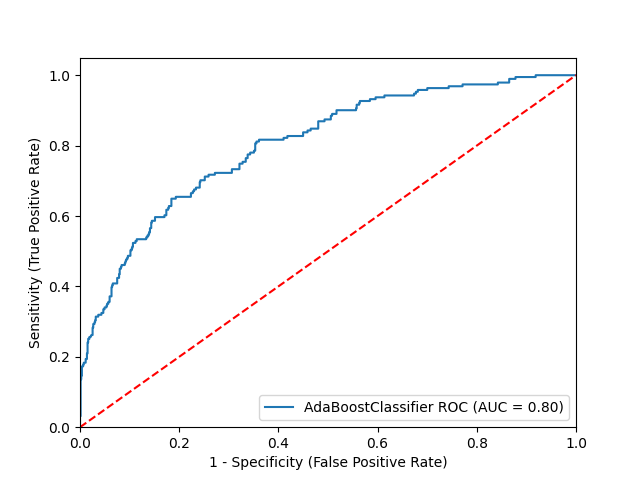 1.0
0.8
0.6
0.4
0.2
0.0
Sensitivity (True Positive Rate)
AdaBoostClassifier ROC (AUC = 0.80)
0.0 0.2 0.4 0.6 0.8 1.0
1 - Specificity (False Positive Rate)